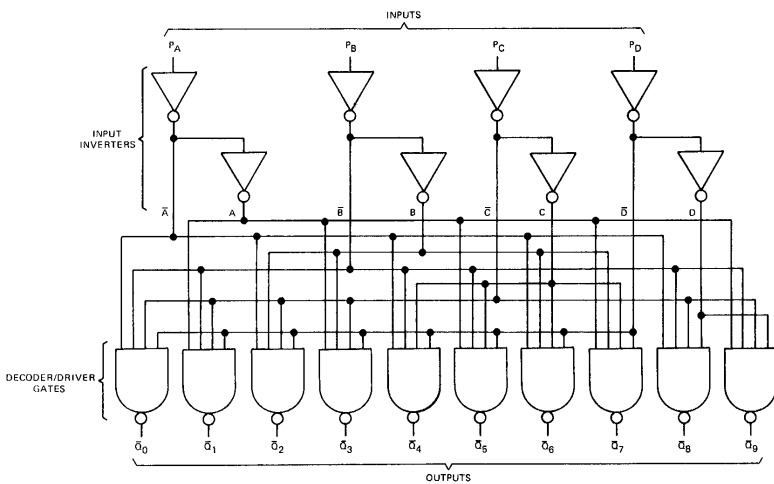 INPUTS
P_A P_B P_C P_D
INPUT
INVERTERS
A̅ A B̅ B C̅ C D̅ D
DECODER/DRIVER
GATES
Q̅0 Q̅1 Q̅2 Q̅3 Q̅4 Q̅5 Q̅6 Q̅7 Q̅8 Q̅9
OUTPUTS